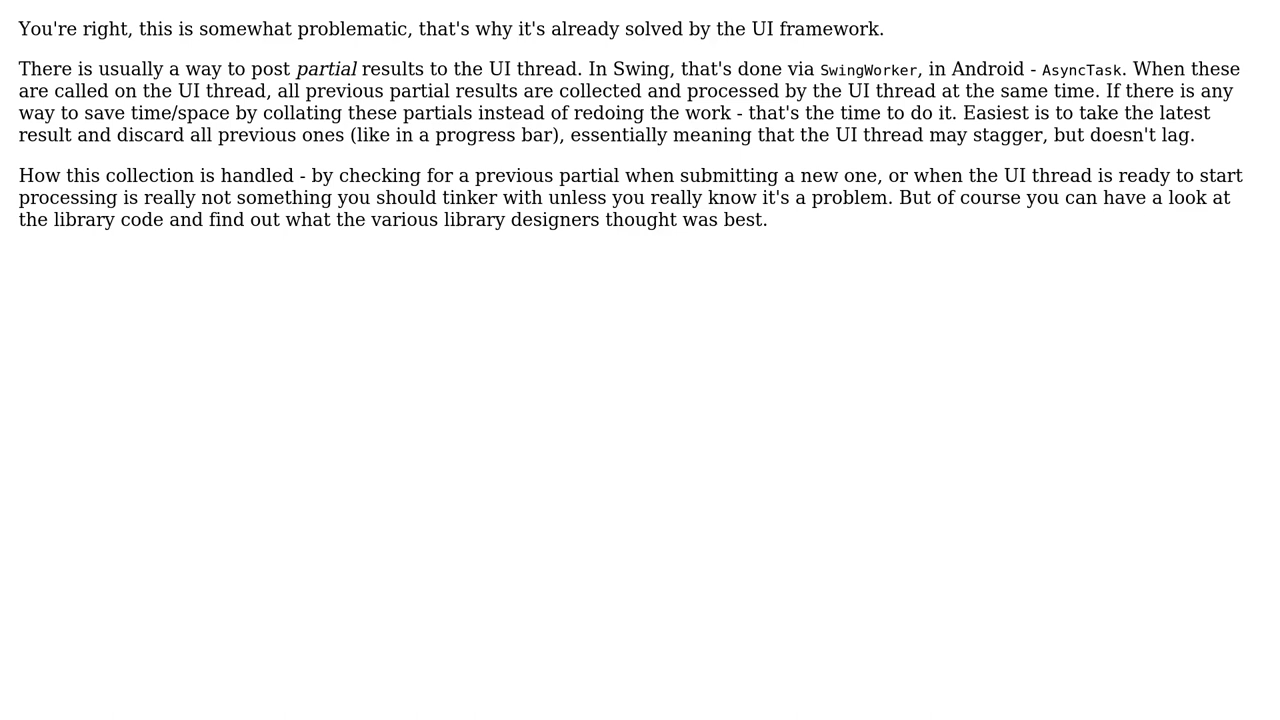 You're right, this is somewhat problematic, that's why it's already solved by the UI framework.
There is usually a way to post partial results to the UI thread. In Swing, that's done via SwingWorker, in Android - AsyncTask. When these
are called on the UI thread, all previous partial results are collected and processed by the UI thread at the same time. If there is any
way to save time/space by collating these partials instead of redoing the work - that's the time to do it. Easiest is to take the latest
result and discard all previous ones (like in a progress bar), essentially meaning that the UI thread may stagger, but doesn't lag.
How this collection is handled - by checking for a previous partial when submitting a new one, or when the UI thread is ready to start
processing is really not something you should tinker with unless you really know it's a problem. But of course you can have a look at
the library code and find out what the various library designers thought was best.